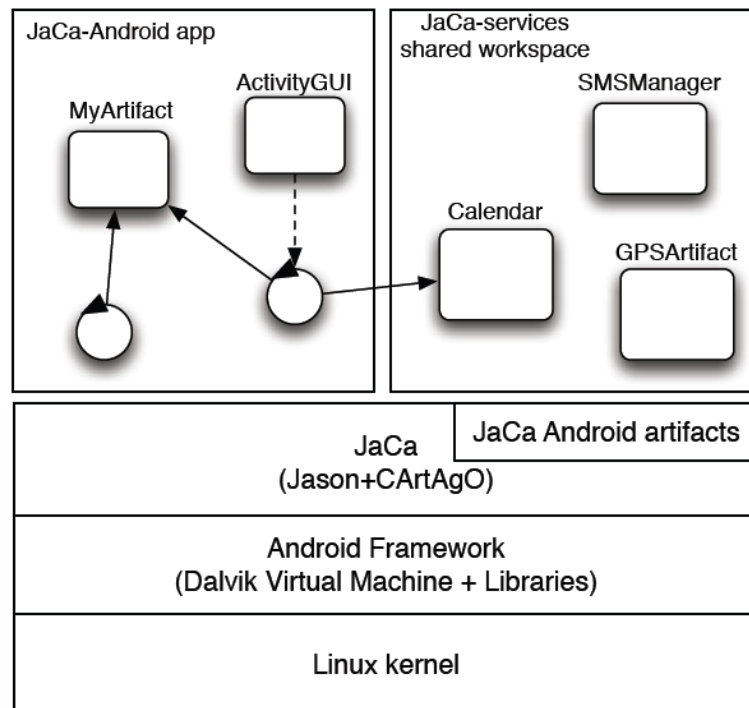 JaCa-Android app
ActivityGUI
MyArtifact
JaCa-services
shared workspace
SMSManager
Calendar
GPSArtifact
JaCa Android artifacts
JaCa
(Jason+CArtAgO)
Android Framework
(Dalvik Virtual Machine + Libraries)
Linux kernel